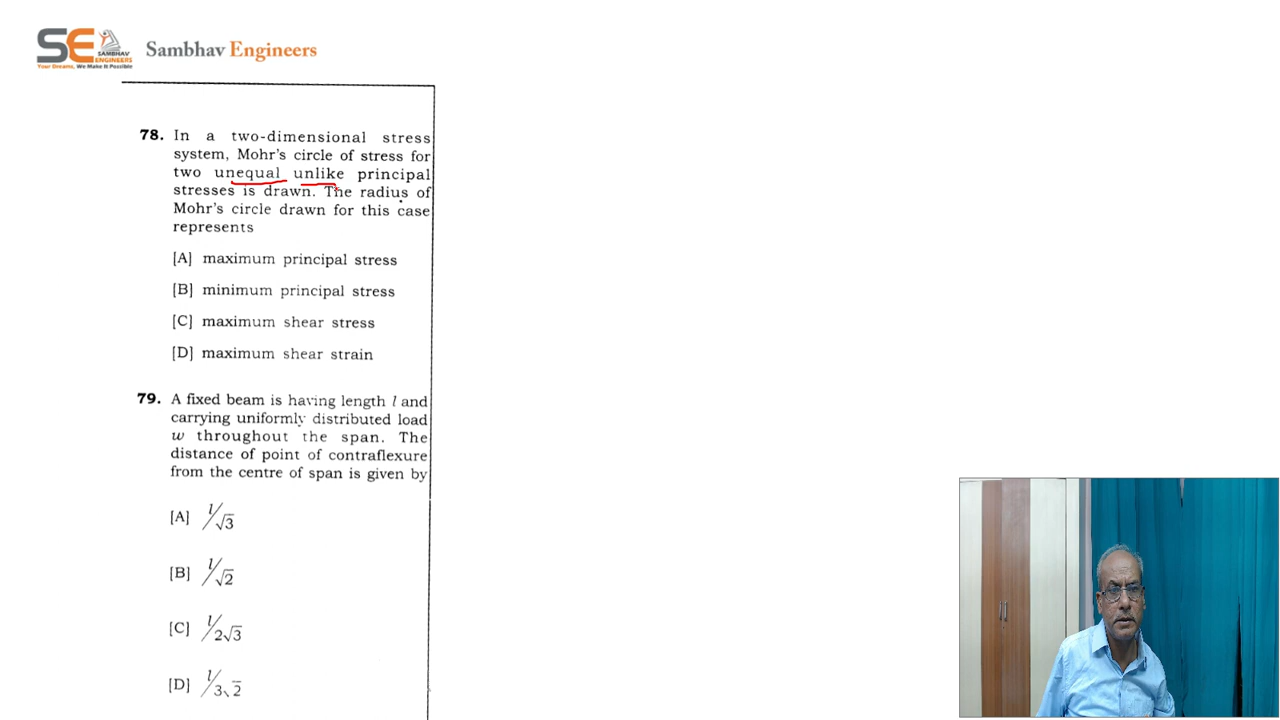 SE
SAMBHAV
ENGINEERS
Your Dreams, We Make It Possible
Sambhav Engineers
78. In a two-dimensional stress
system, Mohr's circle of stress for
two unequal unlike principal
stresses is drawn. The radius of
Mohr's circle drawn for this case
represents
[A] maximum principal stress
[B] minimum principal stress
[C] maximum shear stress
[D] maximum shear strain
79. A fixed beam is having length l and
carrying uniformly distributed load
w throughout the span. The
distance of point of contraflexure
from the centre of span is given by
[A] l/√3
[B] l/√2
[C] l/2√3
[D] l/3√2